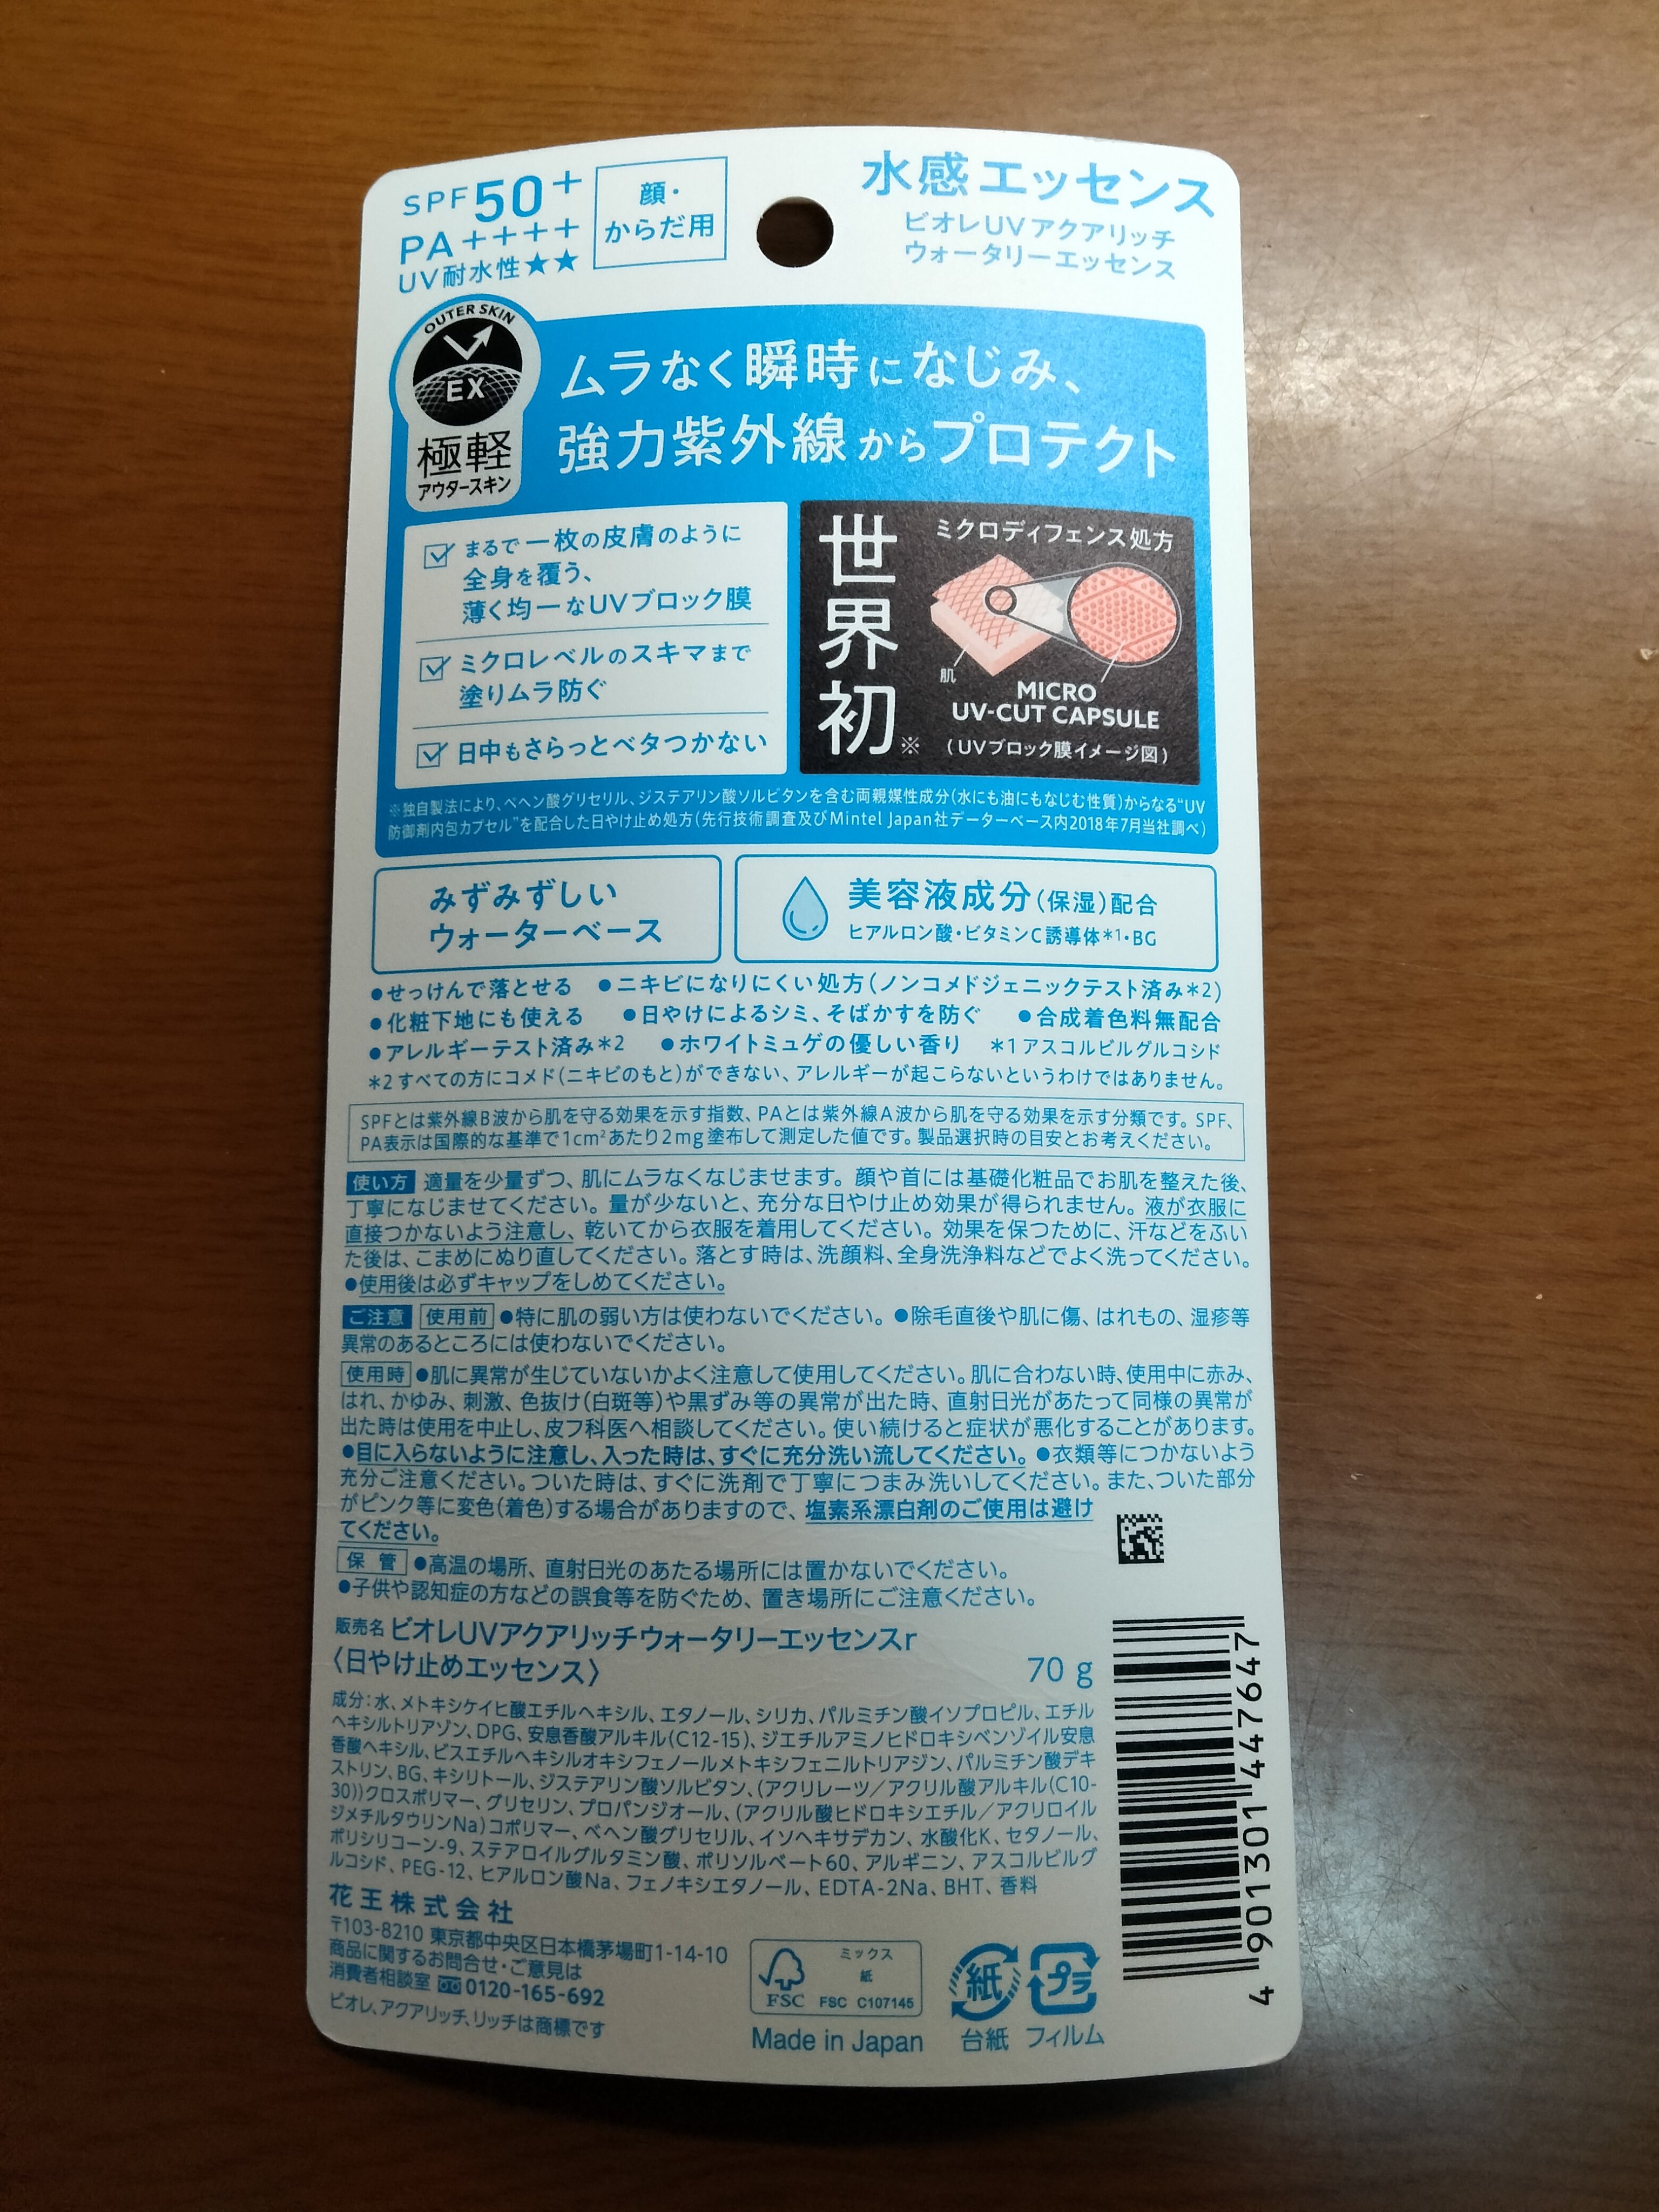 SPF50+
PA++++
UV耐水性★★
顔・
からだ用
水感エッセンス
ビオレUVアクアリッチ
ウォータリーエッセンス
OUTER SKIN
EX
極軽
アウタースキン
ムラなく瞬時になじみ、
強力紫外線からプロテクト
まるで一枚の皮膚のように
全身を覆う、
薄く均一なUVブロック膜
ミクロレベルのスキマまで
塗りムラ防ぐ
日中もさらっとベタつかない
世界初※
ミクロディフェンス処方
肌
MICRO
UV-CUT CAPSULE
(UVブロック膜イメージ図)
※独自製法により、ベヘン酸グリセリル、ジステアリン酸ソルビタンを含む両親媒性成分(水にも油にもなじむ性質)からなる“UV
防御剤内包カプセル”を配合した日やけ止め処方(先行技術調査及びMintel Japan社データーベース内2018年7月当社調べ)
みずみずしい
ウォーターベース
美容液成分(保湿)配合
ヒアルロン酸・ビタミンC誘導体*1・BG
●せっけんで落とせる ●ニキビになりにくい処方(ノンコメドジェニックテスト済み*2)
●化粧下地にも使える ●日やけによるシミ、そばかすを防ぐ ●合成着色料無配合
●アレルギーテスト済み*2 ●ホワイトミュゲの優しい香り *1アスコルビルグルコシド
*2すべての方にコメド(ニキビのもと)ができない、アレルギーが起こらないというわけではありません。
SPFとは紫外線B波から肌を守る効果を示す指数、PAとは紫外線A波から肌を守る効果を示す分類です。SPF、
PA表示は国際的な基準で1cm²あたり2mg塗布して測定した値です。製品選択時の目安とお考えください。
使い方 適量を少量ずつ、肌にムラなくなじませます。顔や首には基礎化粧品でお肌を整えた後、
丁寧になじませてください。量が少ないと、充分な日やけ止め効果が得られません。液が衣服に
直接つかないよう注意し、乾いてから衣服を着用してください。効果を保つために、汗などをふい
た後は、こまめにぬり直してください。落とす時は、洗顔料、全身洗浄料などでよく洗ってください。
●使用後は必ずキャップをしめてください。
ご注意 使用前 ●特に肌の弱い方は使わないでください。●除毛直後や肌に傷、はれもの、湿疹等
異常のあるところには使わないでください。
使用時 ●肌に異常が生じていないかよく注意して使用してください。肌に合わない時、使用中に赤み、
はれ、かゆみ、刺激、色抜け(白斑等)や黒ずみ等の異常が出た時、直射日光があたって同様の異常が
出た時は使用を中止し、皮フ科医へ相談してください。使い続けると症状が悪化することがあります。
●目に入らないように注意し、入った時は、すぐに充分洗い流してください。●衣類等につかないよう
充分ご注意ください。ついた時は、すぐに洗剤で丁寧につまみ洗いしてください。また、ついた部分
がピンク等に変色(着色)する場合がありますので、塩素系漂白剤のご使用は避け
てください。
保管 ●高温の場所、直射日光のあたる場所には置かないでください。
●子供や認知症の方などの誤食等を防ぐため、置き場所にご注意ください。
販売名 ビオレUVアクアリッチウォータリーエッセンスr
〈日やけ止めエッセンス〉 70g
成分:水、メトキシケイヒ酸エチルヘキシル、エタノール、シリカ、パルミチン酸イソプロピル、エチル
ヘキシルトリアゾン、DPG、安息香酸アルキル(C12-15)、ジエチルアミノヒドロキシベンゾイル安息
香酸ヘキシル、ビスエチルヘキシルオキシフェノールメトキシフェニルトリアジン、パルミチン酸デキ
ストリン、BG、キシリトール、ジステアリン酸ソルビタン、(アクリレーツ/アクリル酸アルキル(C10-
30))クロスポリマー、グリセリン、プロパンジオール、(アクリル酸ヒドロキシエチル/アクリロイル
ジメチルタウリンNa)コポリマー、ベヘン酸グリセリル、イソヘキサデカン、水酸化K、セタノール、
ポリシリコーン-9、ステアロイルグルタミン酸、ポリソルベート60、アルギニン、アスコルビルグ
ルコシド、PEG-12、ヒアルロン酸Na、フェノキシエタノール、EDTA-2Na、BHT、香料
花王株式会社
〒103-8210 東京都中央区日本橋茅場町1-14-10
商品に関するお問合せ・ご意見は
消費者相談室 0120-165-692
ビオレ、アクアリッチ、リッチは商標です
FSC
ミックス
紙
FSC C107145
Made in Japan
紙
台紙
プラ
フィルム
4 901301 447647